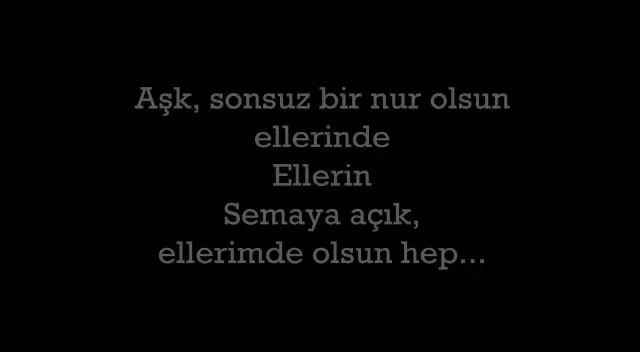 Aşk, sonsuz bir nur olsun
ellerinde
Ellerin
Semaya açık,
ellerimde olsun hep...